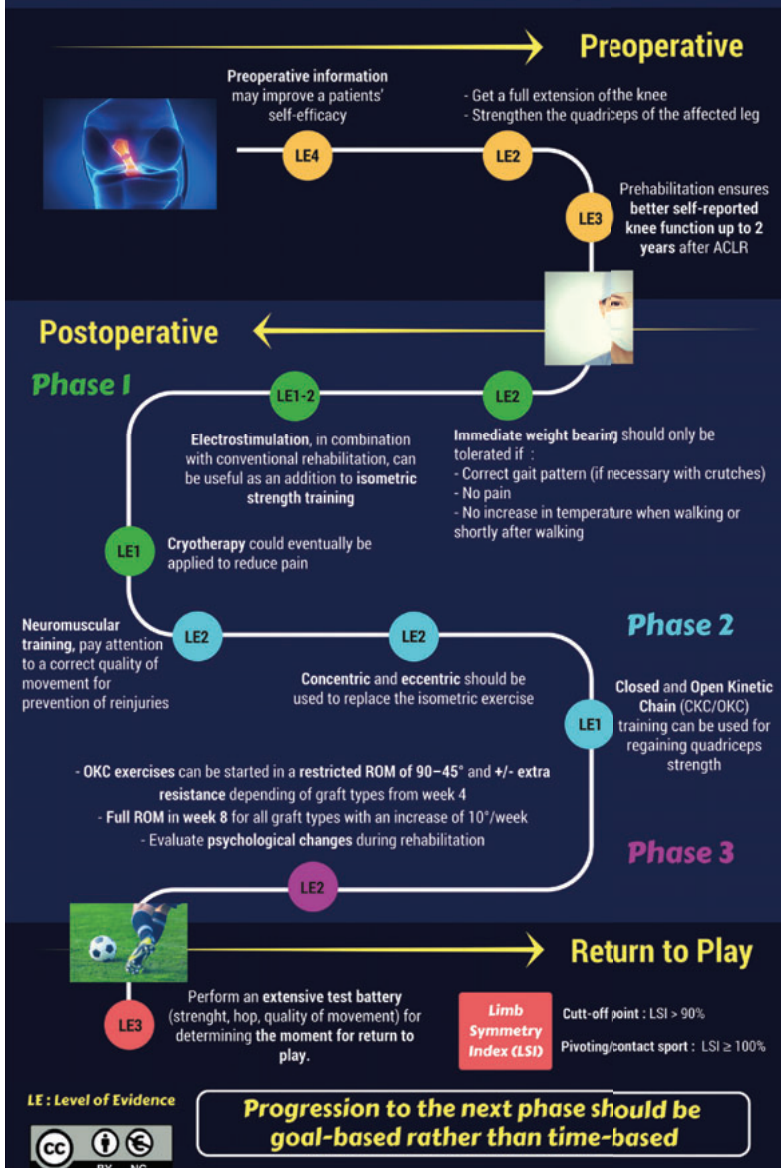 Preoperative
Preoperative information
may improve a patients'
self-efficacy
- Get a full extension of the knee
- Strengthen the quadriceps of the affected leg
LE4
LE2
LE3
Prehabilitation ensures
better self-reported
knee function up to 2
years after ACLR
Postoperative
Phase 1
LE1-2
LE2
Electrostimulation, in combination
with conventional rehabilitation, can
be useful as an addition to isometric
strength training
Immediate weight bearing should only be
tolerated if :
- Correct gait pattern (if necessary with crutches)
- No pain
- No increase in temperature when walking or
shortly after walking
LE1
Cryotherapy could eventually be
applied to reduce pain
Neuromuscular
training, pay attention
to a correct quality of
movement for
prevention of reinjuries
LE2
LE2
Phase 2
Concentric and eccentric should be
used to replace the isometric exercise
LE1
Closed and Open Kinetic
Chain (CKC/OKC)
training can be used for
regaining quadriceps
strength
- OKC exercises can be started in a restricted ROM of 90–45° and +/- extra
resistance depending of graft types from week 4
- Full ROM in week 8 for all graft types with an increase of 10°/week
- Evaluate psychological changes during rehabilitation
Phase 3
LE2
Return to Play
LE3
Perform an extensive test battery
(strenght, hop, quality of movement) for
determining the moment for return to
play.
Limb
Symmetry
Index (LSI)
Cutt-off point : LSI > 90%
Pivoting/contact sport : LSI ≥ 100%
LE : Level of Evidence
Progression to the next phase should be
goal-based rather than time-based
cc
BY NC